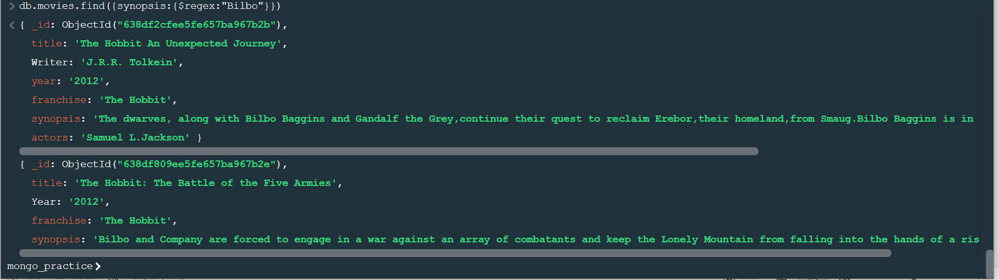 > db.movies.find({synopsis:{$regex:"Bilbo"}})
< { _id: ObjectId("638df2cfee5fe657ba967b2b"),
title: 'The Hobbit An Unexpected Journey',
Writer: 'J.R.R. Tolkein',
year: '2012',
franchise: 'The Hobbit',
synopsis: 'The dwarves, along with Bilbo Baggins and Gandalf the Grey,continue their quest to reclaim Erebor,their homeland,from Smaug.Bilbo Baggins is in
actors: 'Samuel L.Jackson' }
{ _id: ObjectId("638df809ee5fe657ba967b2e"),
title: 'The Hobbit: The Battle of the Five Armies',
Year: '2012',
franchise: 'The Hobbit',
synopsis: 'Bilbo and Company are forced to engage in a war against an array of combatants and keep the Lonely Mountain from falling into the hands of a ris
mongo_practice>